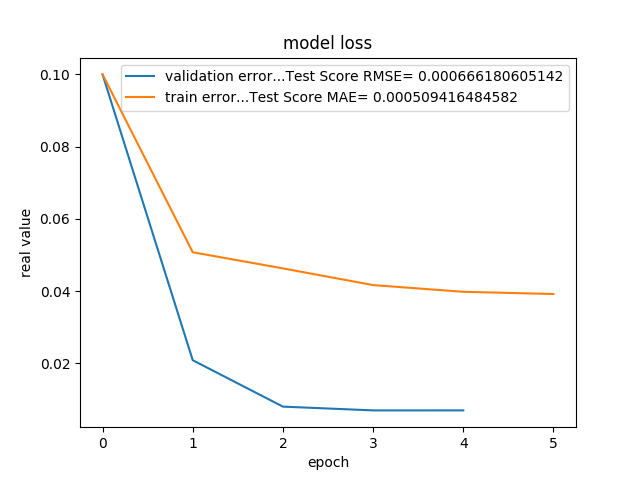 model loss
validation error...Test Score RMSE= 0.000666180605142
train error...Test Score MAE= 0.000509416484582
0.10
0.08
0.06
0.04
0.02
real value
0 1 2 3 4 5
epoch